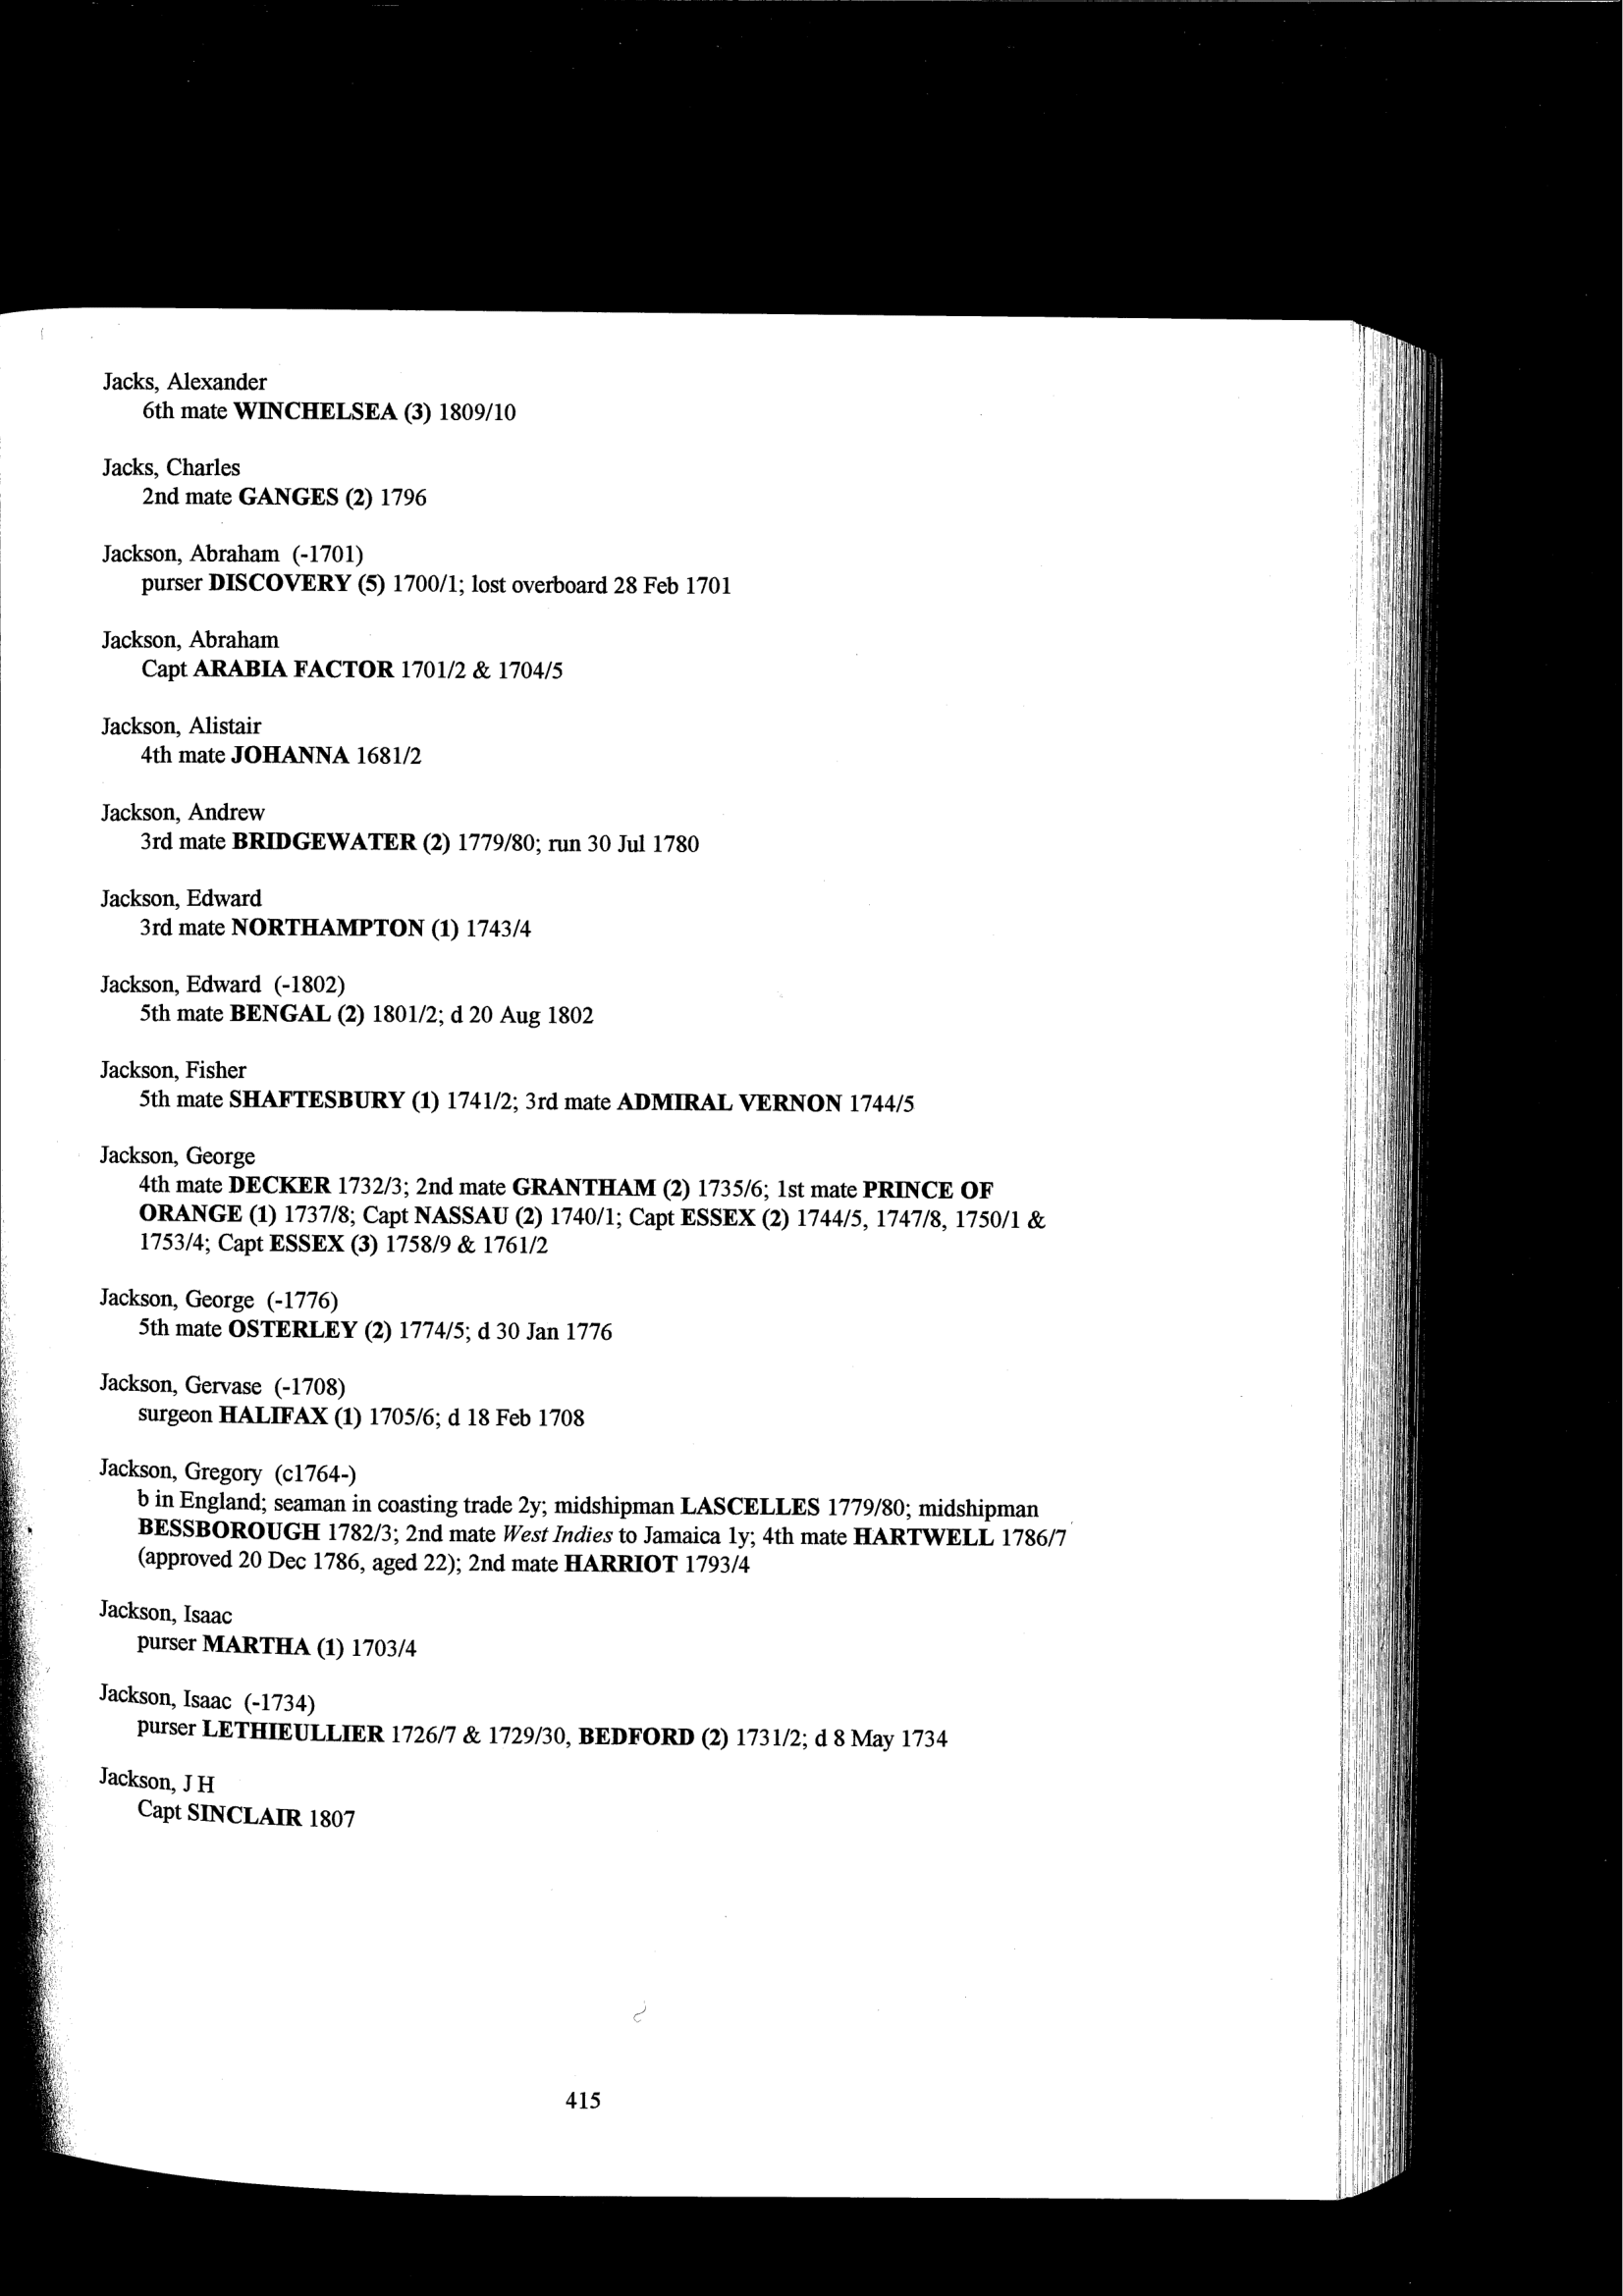 Jacks, Alexander
6th mate WINCHELSEA (3) 1809/10
Jacks, Charles
2nd mate GANGES (2) 1796
Jackson, Abraham (-1701)
purser DISCOVERY (5) 1700/1; lost overboard 28 Feb 1701
Jackson, Abraham
Capt ARABIA FACTOR 1701/2 & 1704/5
Jackson, Alistair
4th mate JOHANNA 1681/2
Jackson, Andrew
3rd mate BRIDGEWATER (2) 1779/80; run 30 Jul 1780
Jackson, Edward
3rd mate NORTHAMPTON (1) 1743/4
Jackson, Edward (-1802)
5th mate BENGAL (2) 1801/2; d 20 Aug 1802
Jackson, Fisher
5th mate SHAFTESBURY (1) 1741/2; 3rd mate ADMIRAL VERNON 1744/5
Jackson, George
4th mate DECKER 1732/3; 2nd mate GRANTHAM (2) 1735/6; 1st mate PRINCE OF
ORANGE (1) 1737/8; Capt NASSAU (2) 1740/1; Capt ESSEX (2) 1744/5, 1747/8, 1750/1 &
1753/4; Capt ESSEX (3) 1758/9 & 1761/2
Jackson, George (-1776)
5th mate OSTERLEY (2) 1774/5; d 30 Jan 1776
Jackson, Gervase (-1708)
surgeon HALIFAX (1) 1705/6; d 18 Feb 1708
Jackson, Gregory (c1764-)
b in England; seaman in coasting trade 2y; midshipman LASCELLES 1779/80; midshipman
BESSBOROUGH 1782/3; 2nd mate West Indies to Jamaica 1y; 4th mate HARTWELL 1786/7
(approved 20 Dec 1786, aged 22); 2nd mate HARRIOT 1793/4
Jackson, Isaac
purser MARTHA (1) 1703/4
Jackson, Isaac (-1734)
purser LETHIEULLIER 1726/7 & 1729/30, BEDFORD (2) 1731/2; d 8 May 1734
Jackson, J H
Capt SINCLAIR 1807
415